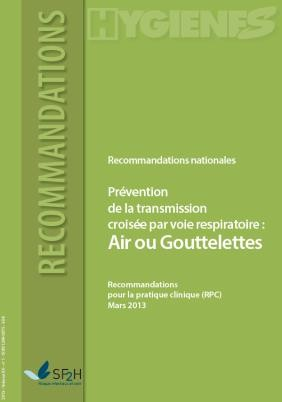 HYGIENES
RECOMMANDATIONS
Recommandations nationales
Prévention
de la transmission
croisée par voie respiratoire :
Air ou Gouttelettes
Recommandations
pour la pratique clinique (RPC)
Mars 2013
SF2H